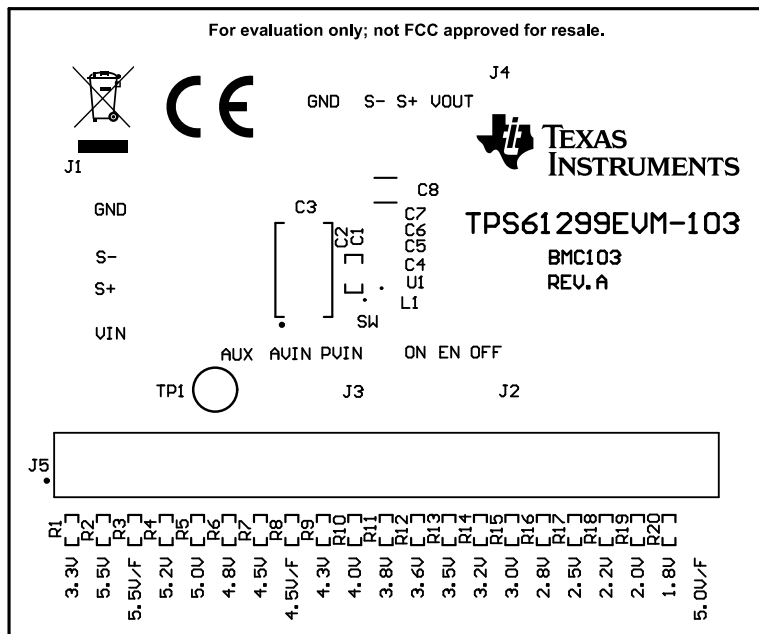 For evaluation only; not FCC approved for resale.
CE
J4
GND S- S+ VOUT
TEXAS
INSTRUMENTS
J1
GND
S-
S+
VIN
C3
C2
C1
C8
C7
C6
C5
C4
U1
L1
SW
TPS61299EVM-103
BMC103
REV.A
AUX AVIN PVIN ON EN OFF
TP1
J3
J2
J5
R1 R2 R3 R4 R5 R6 R7 R8 R9 R10 R11 R12 R13 R14 R15 R16 R17 R18 R19 R20
3.3V 5.5V 5.5V/F 5.2V 5.0V 4.8V 4.5V 4.5V/F 4.3V 4.0V 3.8V 3.6V 3.5V 3.2V 3.0V 2.8V 2.5V 2.2V 2.0V 1.8V 5.0V/F